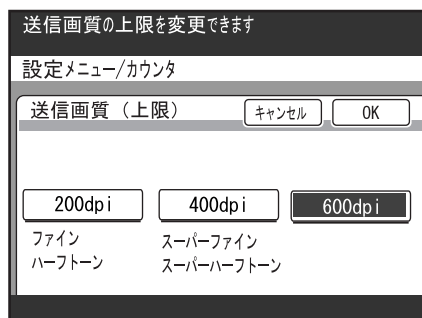 送信画質の上限を変更できます
設定メニュー/カウンタ
送信画質（上限） キャンセル OK
200dpi 400dpi 600dpi
ファイン スーパーファイン
ハーフトーン スーパーハーフトーン